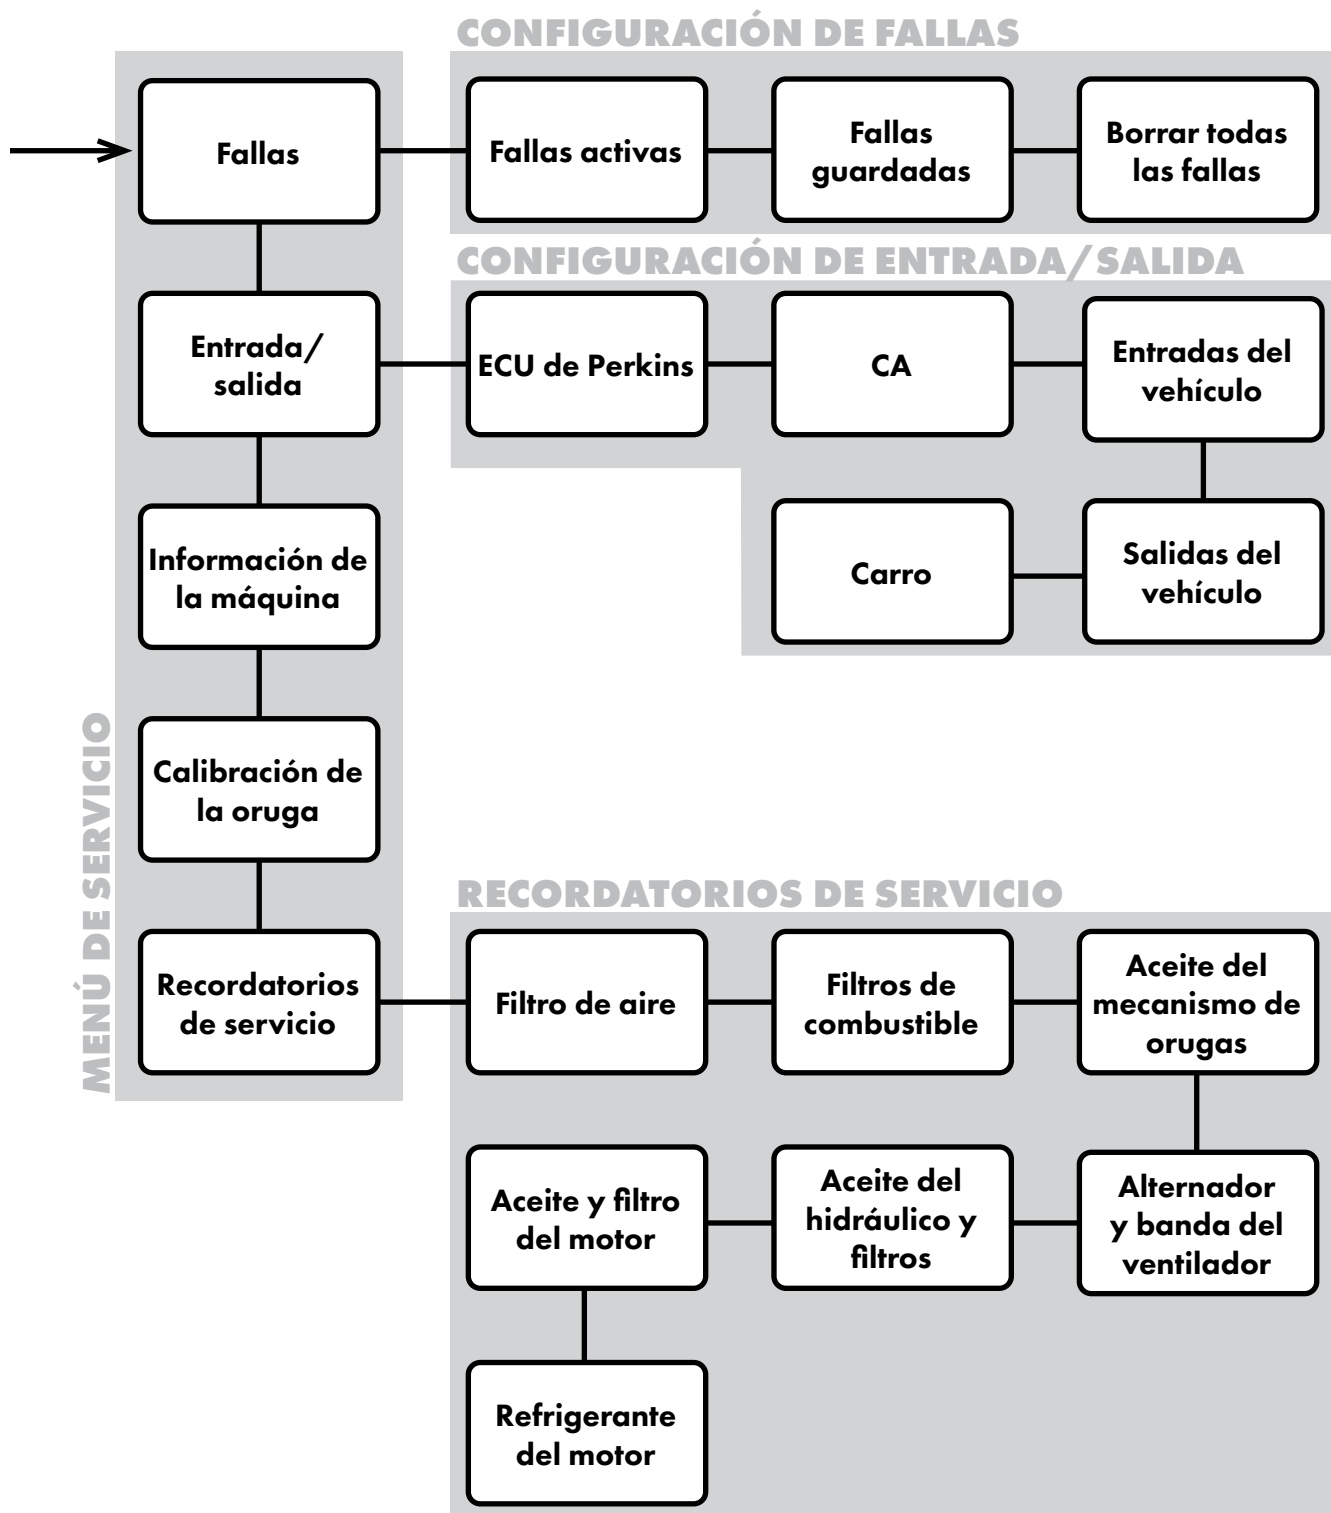 CONFIGURACIÓN DE FALLAS
Fallas
Fallas activas
Fallas
guardadas
Borrar todas
las fallas
CONFIGURACIÓN DE ENTRADA/SALIDA
Entrada/
salida
ECU de Perkins
CA
Entradas del
vehículo
Salidas del
vehículo
Carro
Información de
la máquina
Calibración de
la oruga
MENÚ DE SERVICIO
RECORDATORIOS DE SERVICIO
Recordatorios
de servicio
Filtro de aire
Filtros de
combustible
Aceite del
mecanismo de
orugas
Alternador
y banda del
ventilador
Aceite del
hidráulico y
filtros
Aceite y filtro
del motor
Refrigerante
del motor